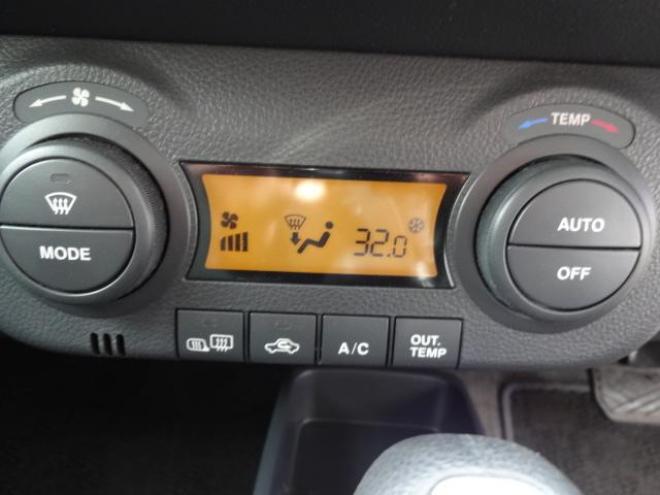 TEMP
AUTO
MODE
32.0
OFF
A/C
OUT.
TEMP